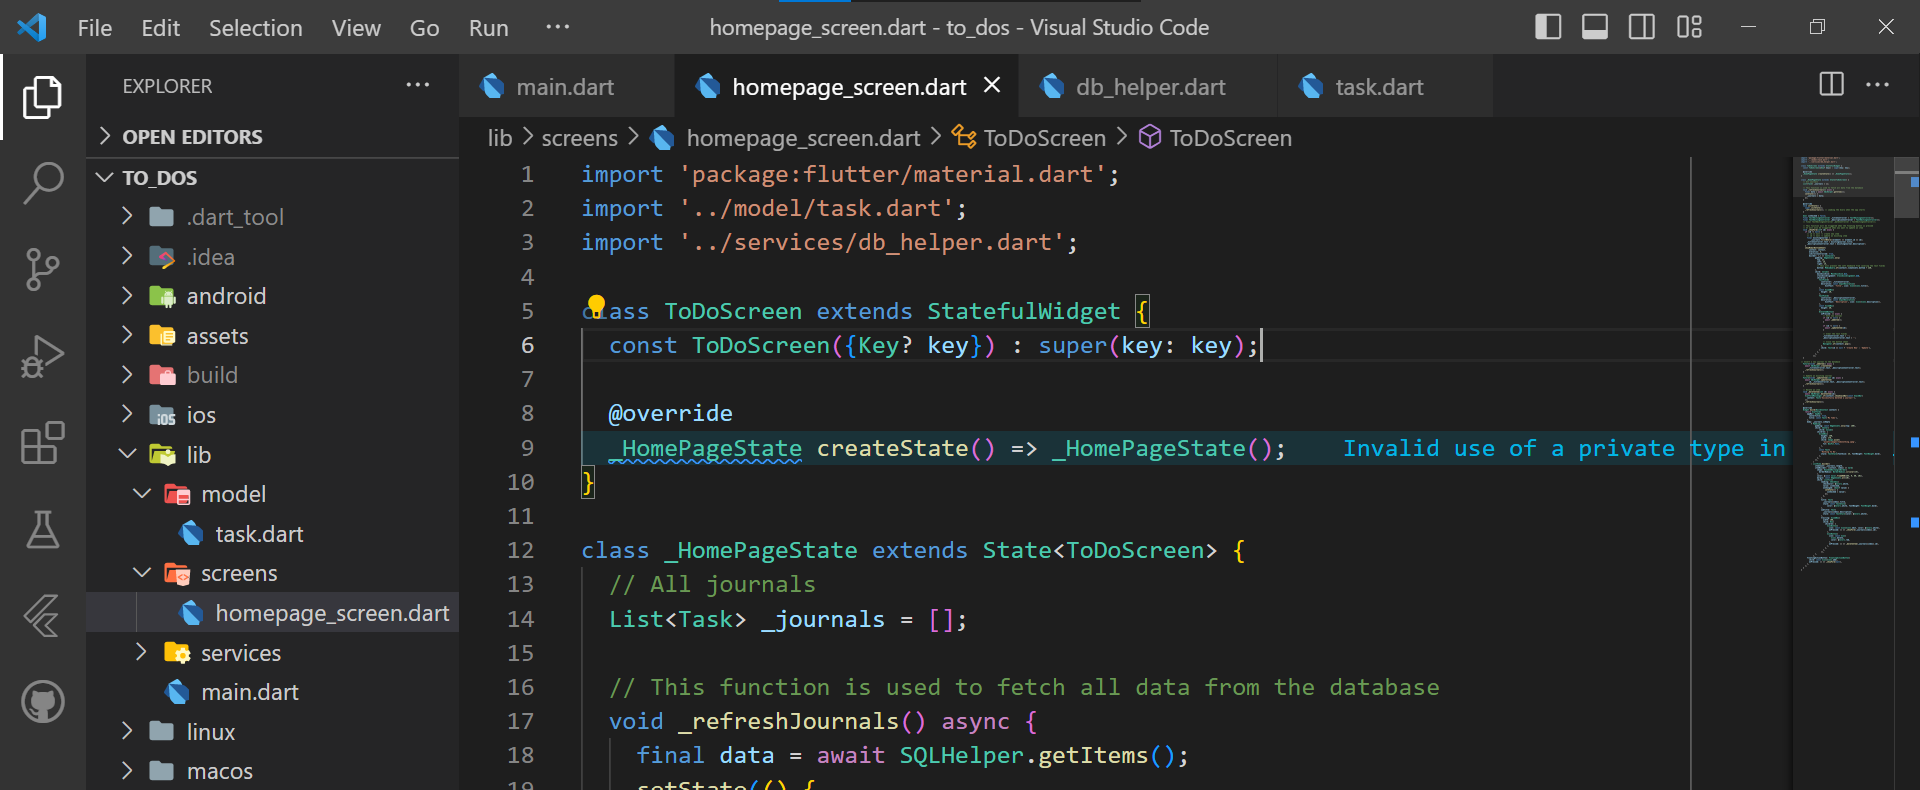 File Edit Selection View Go Run ···
homepage_screen.dart - to_dos - Visual Studio Code
EXPLORER ···
OPEN EDITORS
TO_DOS
.dart_tool
.idea
android
assets
build
ios
lib
model
task.dart
screens
homepage_screen.dart
services
main.dart
linux
macos
main.dart homepage_screen.dart db_helper.dart task.dart
lib > screens > homepage_screen.dart > ToDoScreen > ToDoScreen
1 import 'package:flutter/material.dart';
2 import '../model/task.dart';
3 import '../services/db_helper.dart';
4
5 class ToDoScreen extends StatefulWidget {
6 const ToDoScreen({Key? key}) : super(key: key);
7
8 @override
9 _HomePageState createState() => _HomePageState(); Invalid use of a private type in
10 }
11
12 class _HomePageState extends State<ToDoScreen> {
13 // All journals
14 List<Task> _journals = [];
15
16 // This function is used to fetch all data from the database
17 void _refreshJournals() async {
18 final data = await SQLHelper.getItems();
19 setState(() {